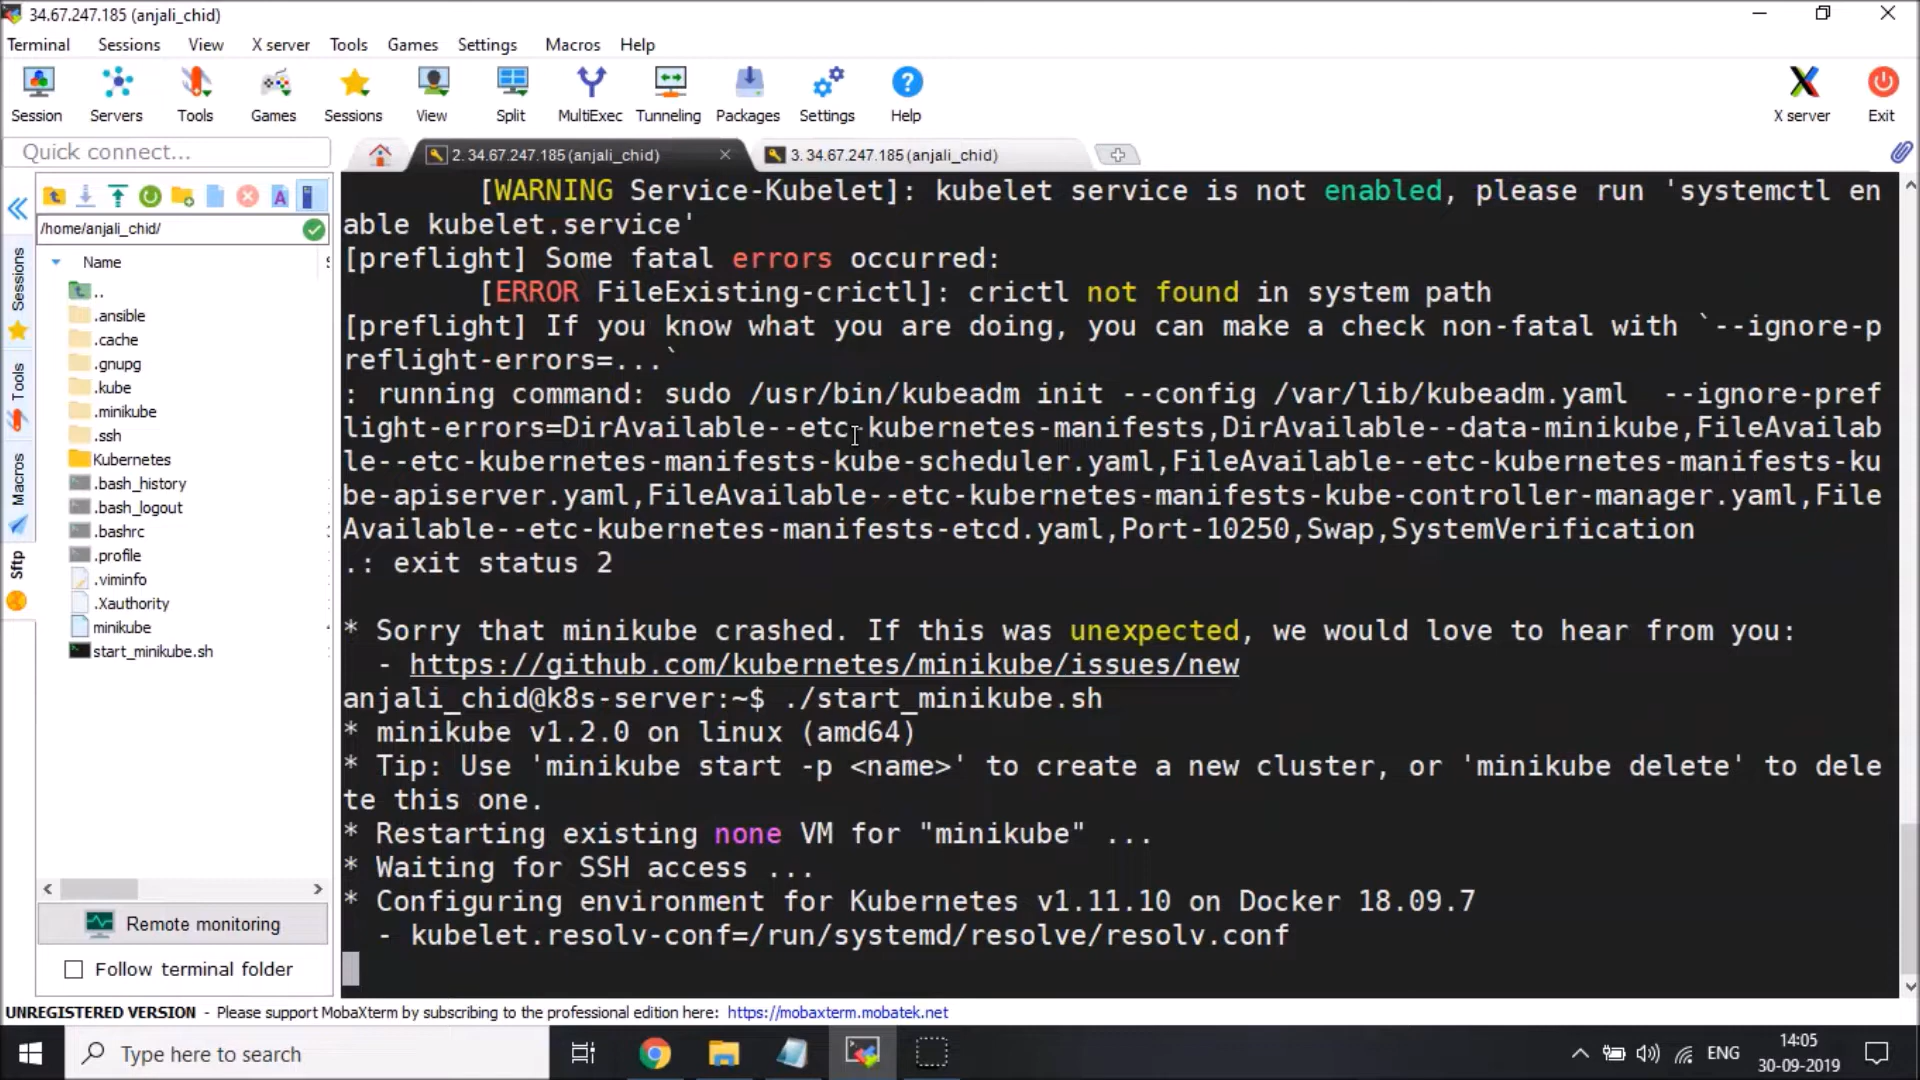 34.67.247.185 (anjali_chid)
Terminal Sessions View X server Tools Games Settings Macros Help
Session Servers Tools Games Sessions View Split MultiExec Tunneling Packages Settings Help X server Exit
Quick connect...
2. 34.67.247.185 (anjali_chid)
3. 34.67.247.185 (anjali_chid)
/home/anjali_chid/
Name
..
.ansible
.cache
.gnupg
.kube
.minikube
.ssh
Kubernetes
.bash_history
.bash_logout
.bashrc
.profile
.viminfo
.Xauthority
minikube
start_minikube.sh
Sessions
Tools
Macros
Sftp
Remote monitoring
Follow terminal folder
[WARNING Service-Kubelet]: kubelet service is not enabled, please run 'systemctl en
able kubelet.service'
[preflight] Some fatal errors occurred:
[ERROR FileExisting-crictl]: crictl not found in system path
[preflight] If you know what you are doing, you can make a check non-fatal with `--ignore-p
reflight-errors=...`
: running command: sudo /usr/bin/kubeadm init --config /var/lib/kubeadm.yaml  --ignore-pref
light-errors=DirAvailable--etc-kubernetes-manifests,DirAvailable--data-minikube,FileAvailab
le--etc-kubernetes-manifests-kube-scheduler.yaml,FileAvailable--etc-kubernetes-manifests-ku
be-apiserver.yaml,FileAvailable--etc-kubernetes-manifests-kube-controller-manager.yaml,File
Available--etc-kubernetes-manifests-etcd.yaml,Port-10250,Swap,SystemVerification
.: exit status 2
* Sorry that minikube crashed. If this was unexpected, we would love to hear from you:
- https://github.com/kubernetes/minikube/issues/new
anjali_chid@k8s-server:~$ ./start_minikube.sh
* minikube v1.2.0 on linux (amd64)
* Tip: Use 'minikube start -p <name>' to create a new cluster, or 'minikube delete' to dele
te this one.
* Restarting existing none VM for "minikube" ...
* Waiting for SSH access ...
* Configuring environment for Kubernetes v1.11.10 on Docker 18.09.7
- kubelet.resolv-conf=/run/systemd/resolve/resolv.conf
UNREGISTERED VERSION - Please support MobaXterm by subscribing to the professional edition here: https://mobaxterm.mobatek.net
Type here to search
ENG
14:05
30-09-2019